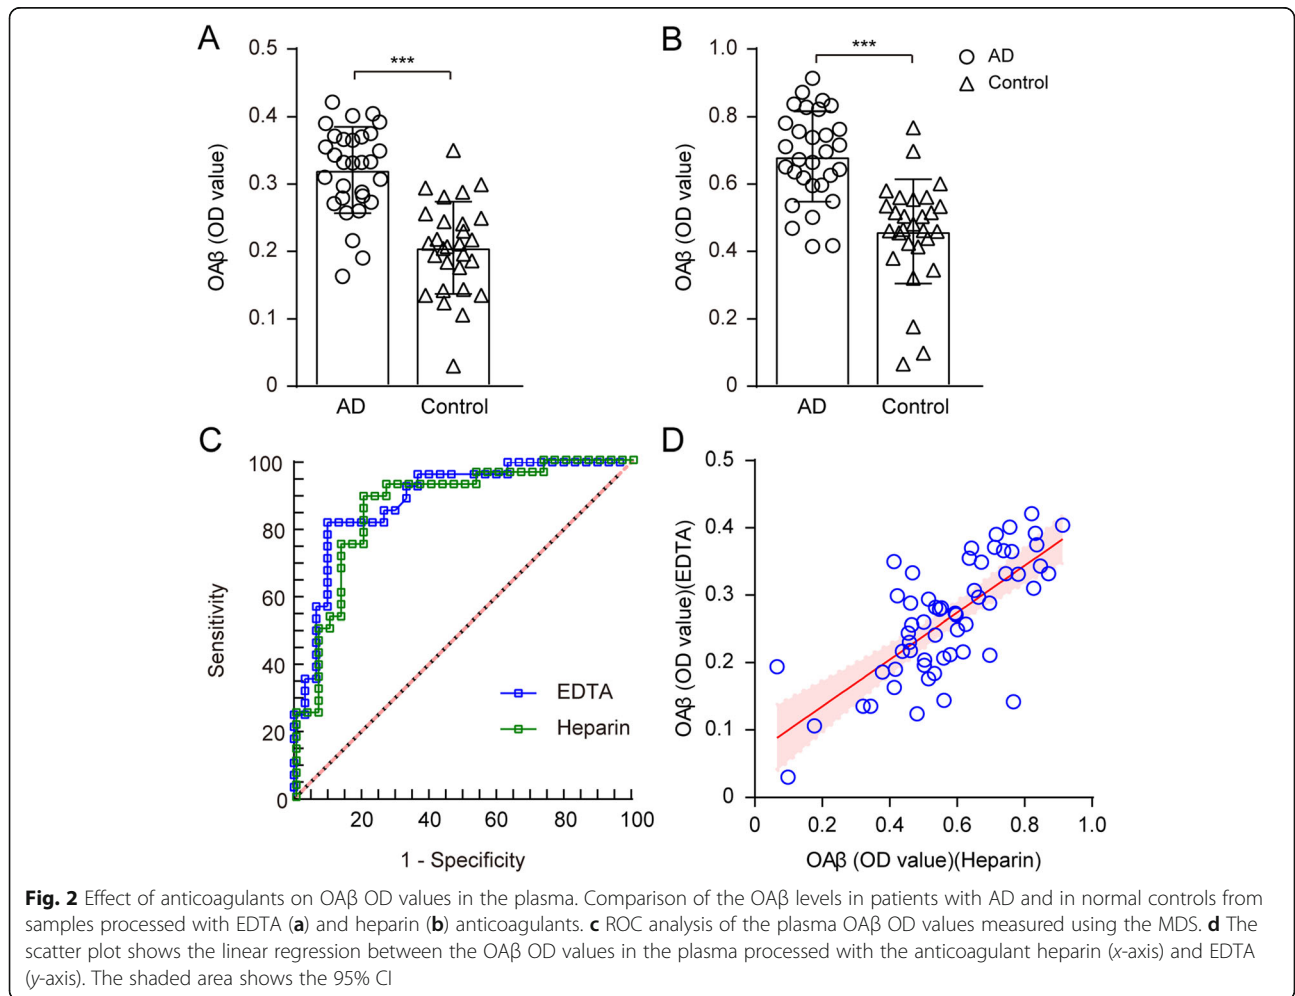 A
0.5
0.4
0.3
0.2
0.1
0
OAβ (OD value)
***
AD
Control
B
1.0
0.8
0.6
0.4
0.2
0
OAβ (OD value)
***
AD
Control
AD
Control
C
100
80
60
40
20
0
Sensitivity
EDTA
Heparin
20 40 60 80 100
1 - Specificity
D
0.5
0.4
0.3
0.2
0.1
0
OAβ (OD value)(EDTA)
0 0.2 0.4 0.6 0.8 1.0
OAβ (OD value)(Heparin)
Fig. 2 Effect of anticoagulants on OAβ OD values in the plasma. Comparison of the OAβ levels in patients with AD and in normal controls from
samples processed with EDTA (a) and heparin (b) anticoagulants. c ROC analysis of the plasma OAβ OD values measured using the MDS. d The
scatter plot shows the linear regression between the OAβ OD values in the plasma processed with the anticoagulant heparin (x-axis) and EDTA
(y-axis). The shaded area shows the 95% CI